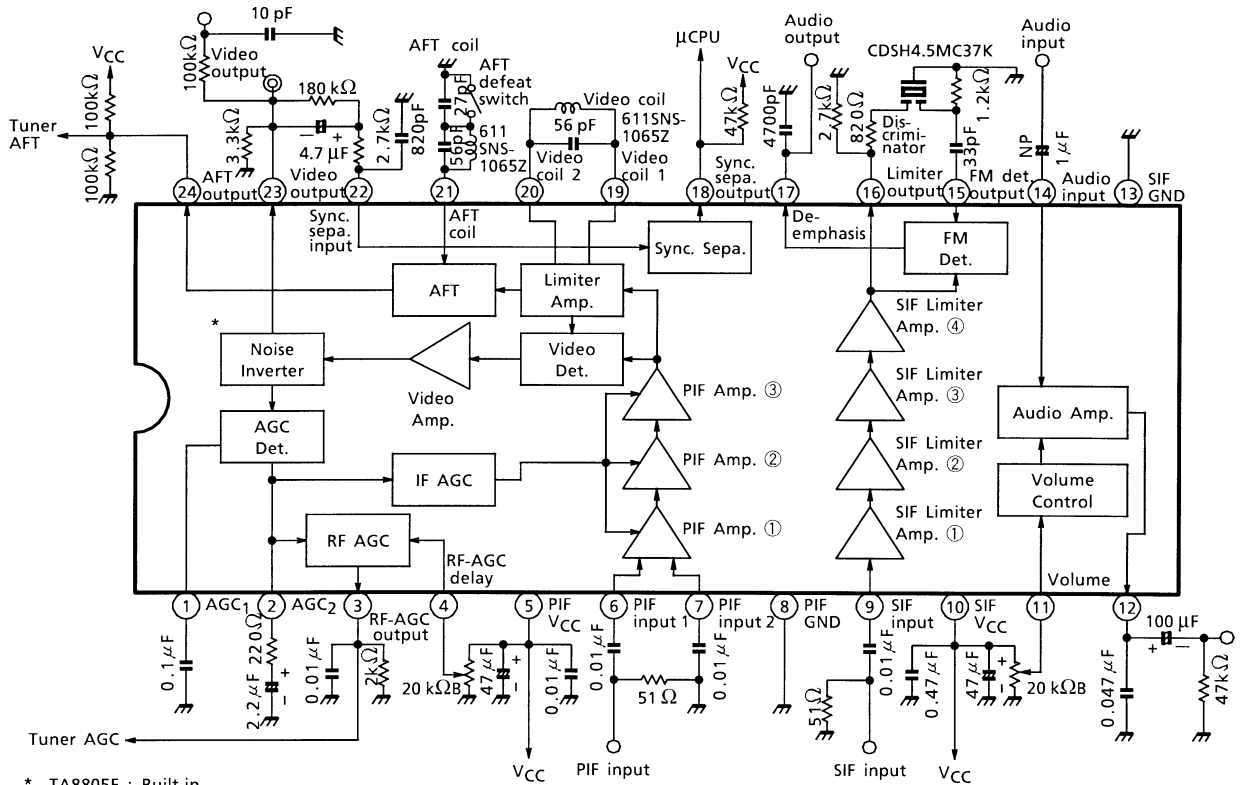 10 pF
VCC
100kΩ
Video output
AFT coil
AFT defeat switch
μCPU
Audio output
CDSH4.5MC37K
Audio input
100kΩ
180 kΩ
27pF
Video coil
611SNS-1065Z
VCC
47kΩ
4700pF
2.7kΩ
820Ω
Discriminator
1.2kΩ
Tuner AFT
100kΩ
3.3kΩ
– +
4.7 μF
2.7kΩ
820pF
56pF
611 SNS-1065Z
56 pF
Video coil 2
Video coil 1
Sync. sepa. output
33pF
NP
1μF
24
AFT output
23
Video output
22
21
20
19
18
17
16
Limiter output
15
FM det. output
14
Audio input
13
SIF GND
Sync. sepa. input
AFT coil
De-emphasis
Sync. Sepa.
FM Det.
AFT
Limiter Amp.
SIF Limiter Amp. ④
*
Noise Inverter
Video Amp.
Video Det.
PIF Amp. ③
SIF Limiter Amp. ③
Audio Amp.
AGC Det.
IF AGC
PIF Amp. ②
SIF Limiter Amp. ②
Volume Control
RF AGC
RF-AGC delay
PIF Amp. ①
SIF Limiter Amp. ①
Volume
1
AGC1
2
AGC2
3
RF-AGC output
4
5
PIF VCC
6
PIF input 1
7
PIF input 2
8
PIF GND
9
SIF input
10
SIF VCC
11
12
0.1μF
220Ω
2.2μF
+
–
0.01μF
2kΩ
20 kΩB
47μF
+
–
0.01μF
0.01μF
51 Ω
0.01μF
51Ω
0.01μF
0.47μF
47μF
+
–
20 kΩB
0.047μF
100 μF
+ –
47kΩ
Tuner AGC
VCC
PIF input
SIF input
VCC